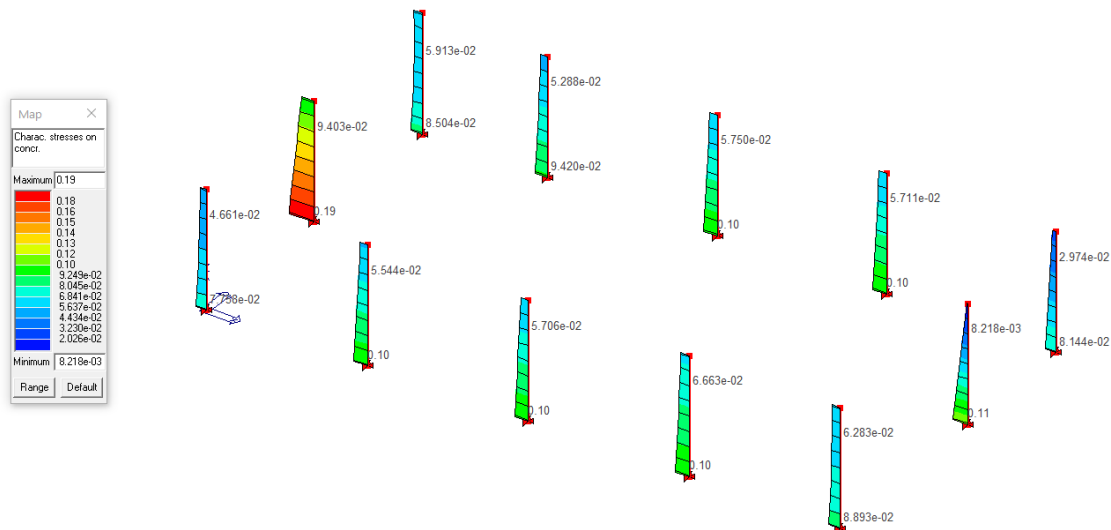 Map
Charac. stresses on
concr.
Maximum 0.19
0.18
0.16
0.15
0.14
0.13
0.12
0.10
9.249e-02
8.045e-02
6.841e-02
5.637e-02
4.434e-02
3.230e-02
2.026e-02
Minimum 8.218e-03
Range Default
5.913e-02
8.504e-02
5.288e-02
9.420e-02
9.403e-02
0.19
5.750e-02
0.10
5.711e-02
0.10
4.661e-02
5.544e-02
0.10
2.974e-02
8.144e-02
5.706e-02
0.10
8.218e-03
0.11
6.663e-02
0.10
6.283e-02
8.893e-02